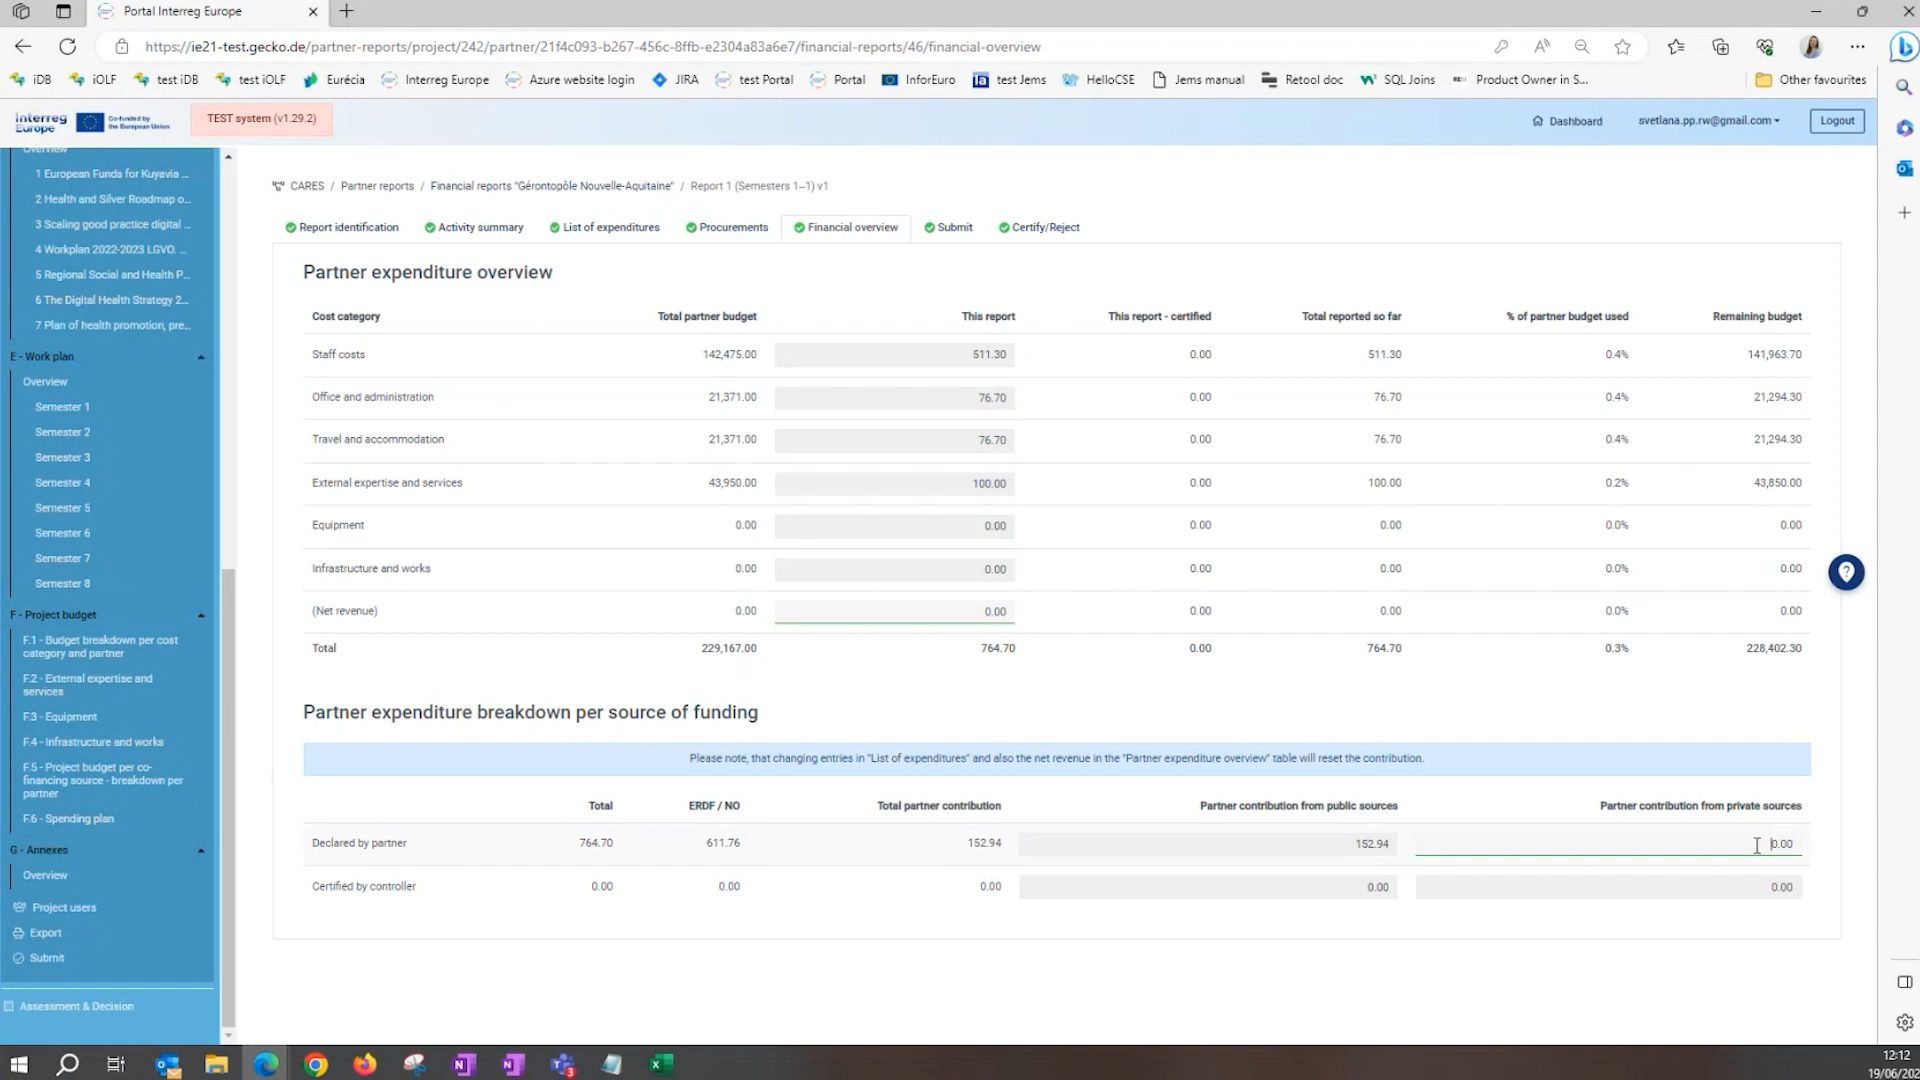 Portal Interreg Europe
https://ie21-test.gecko.de/partner-reports/project/242/partner/21f4c093-b267-456c-8ffb-e2304a83a6e7/financial-reports/46/financial-overview
iDB iOLF test iDB test iOLF Eurécia Interreg Europe Azure website login JIRA test Portal Portal InforEuro test Jems HelloCSE Jems manual Retool doc SQL Joins Product Owner in S... Other favourites
Interreg Europe
Co-funded by the European Union
TEST system (v1.29.2)
Dashboard
svetlana.pp.rw@gmail.com
Logout
Overview
1 European Funds for Kuyavia ...
2 Health and Silver Roadmap o...
3 Scaling good practice digital ...
4 Workplan 2022-2023 LGVO. ...
5 Regional Social and Health P...
6 The Digital Health Strategy 2...
7 Plan of health promotion, pre...
E - Work plan
Overview
Semester 1
Semester 2
Semester 3
Semester 4
Semester 5
Semester 6
Semester 7
Semester 8
F - Project budget
F.1 - Budget breakdown per cost
category and partner
F.2 - External expertise and
services
F.3 - Equipment
F.4 - Infrastructure and works
F.5 - Project budget per co-
financing source - breakdown per
partner
F.6 - Spending plan
G - Annexes
Overview
Project users
Export
Submit
Assessment & Decision
CARES / Partner reports / Financial reports "Gérontopôle Nouvelle-Aquitaine" / Report 1 (Semesters 1–1) v1
Report identification Activity summary List of expenditures Procurements Financial overview Submit Certify/Reject
Partner expenditure overview
Cost category Total partner budget This report This report - certified Total reported so far % of partner budget used Remaining budget
Staff costs 142,475.00 511.30 0.00 511.30 0.4% 141,963.70
Office and administration 21,371.00 76.70 0.00 76.70 0.4% 21,294.30
Travel and accommodation 21,371.00 76.70 0.00 76.70 0.4% 21,294.30
External expertise and services 43,950.00 100.00 0.00 100.00 0.2% 43,850.00
Equipment 0.00 0.00 0.00 0.00 0.0% 0.00
Infrastructure and works 0.00 0.00 0.00 0.00 0.0% 0.00
(Net revenue) 0.00 0.00 0.00 0.00 0.0% 0.00
Total 229,167.00 764.70 0.00 764.70 0.3% 228,402.30
Partner expenditure breakdown per source of funding
Please note, that changing entries in "List of expenditures" and also the net revenue in the "Partner expenditure overview" table will reset the contribution.
Total ERDF / NO Total partner contribution Partner contribution from public sources Partner contribution from private sources
Declared by partner 764.70 611.76 152.94 152.94 0.00
Certified by controller 0.00 0.00 0.00 0.00 0.00
12:12
19/06/202